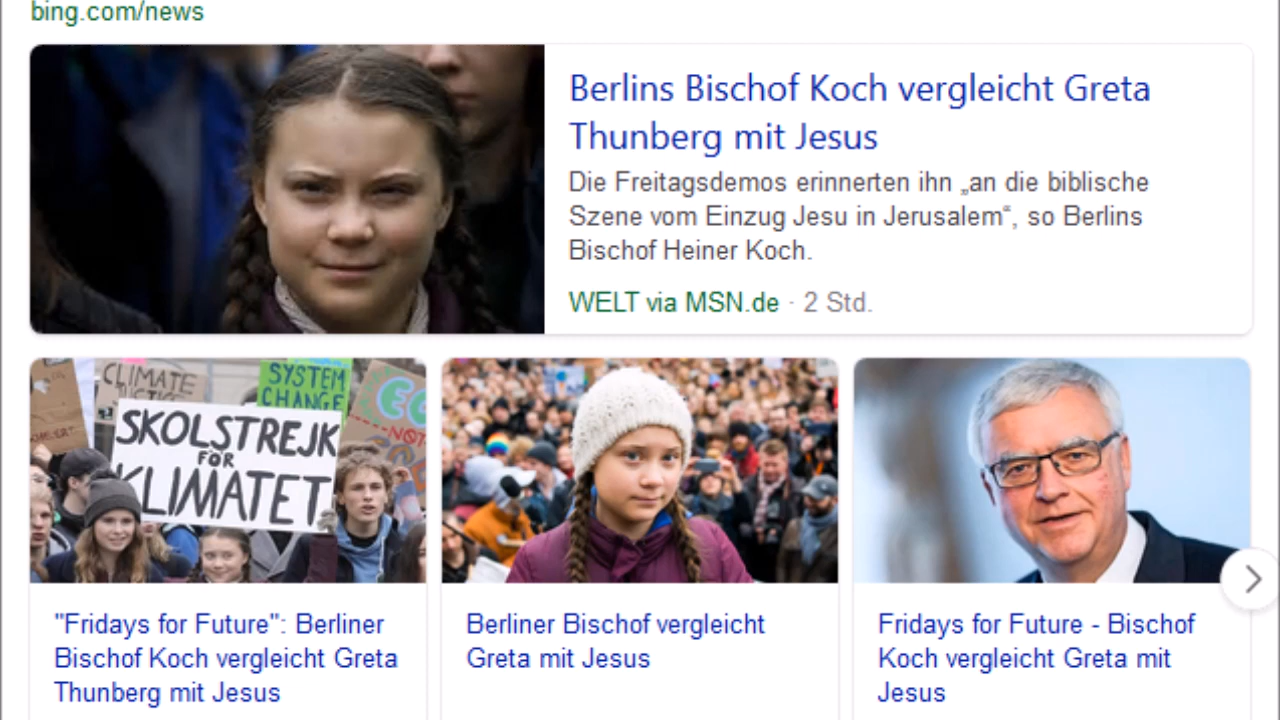 bing.com/news
Berlins Bischof Koch vergleicht Greta
Thunberg mit Jesus
Die Freitagsdemos erinnerten ihn „an die biblische
Szene vom Einzug Jesu in Jerusalem“, so Berlins
Bischof Heiner Koch.
WELT via MSN.de · 2 Std.
CLIMATE
SYSTEM
CHANGE
SKOLSTREJK
FÖR
KLIMATET
NOT
"Fridays for Future": Berliner
Bischof Koch vergleicht Greta
Thunberg mit Jesus
Berliner Bischof vergleicht
Greta mit Jesus
Fridays for Future - Bischof
Koch vergleicht Greta mit
Jesus